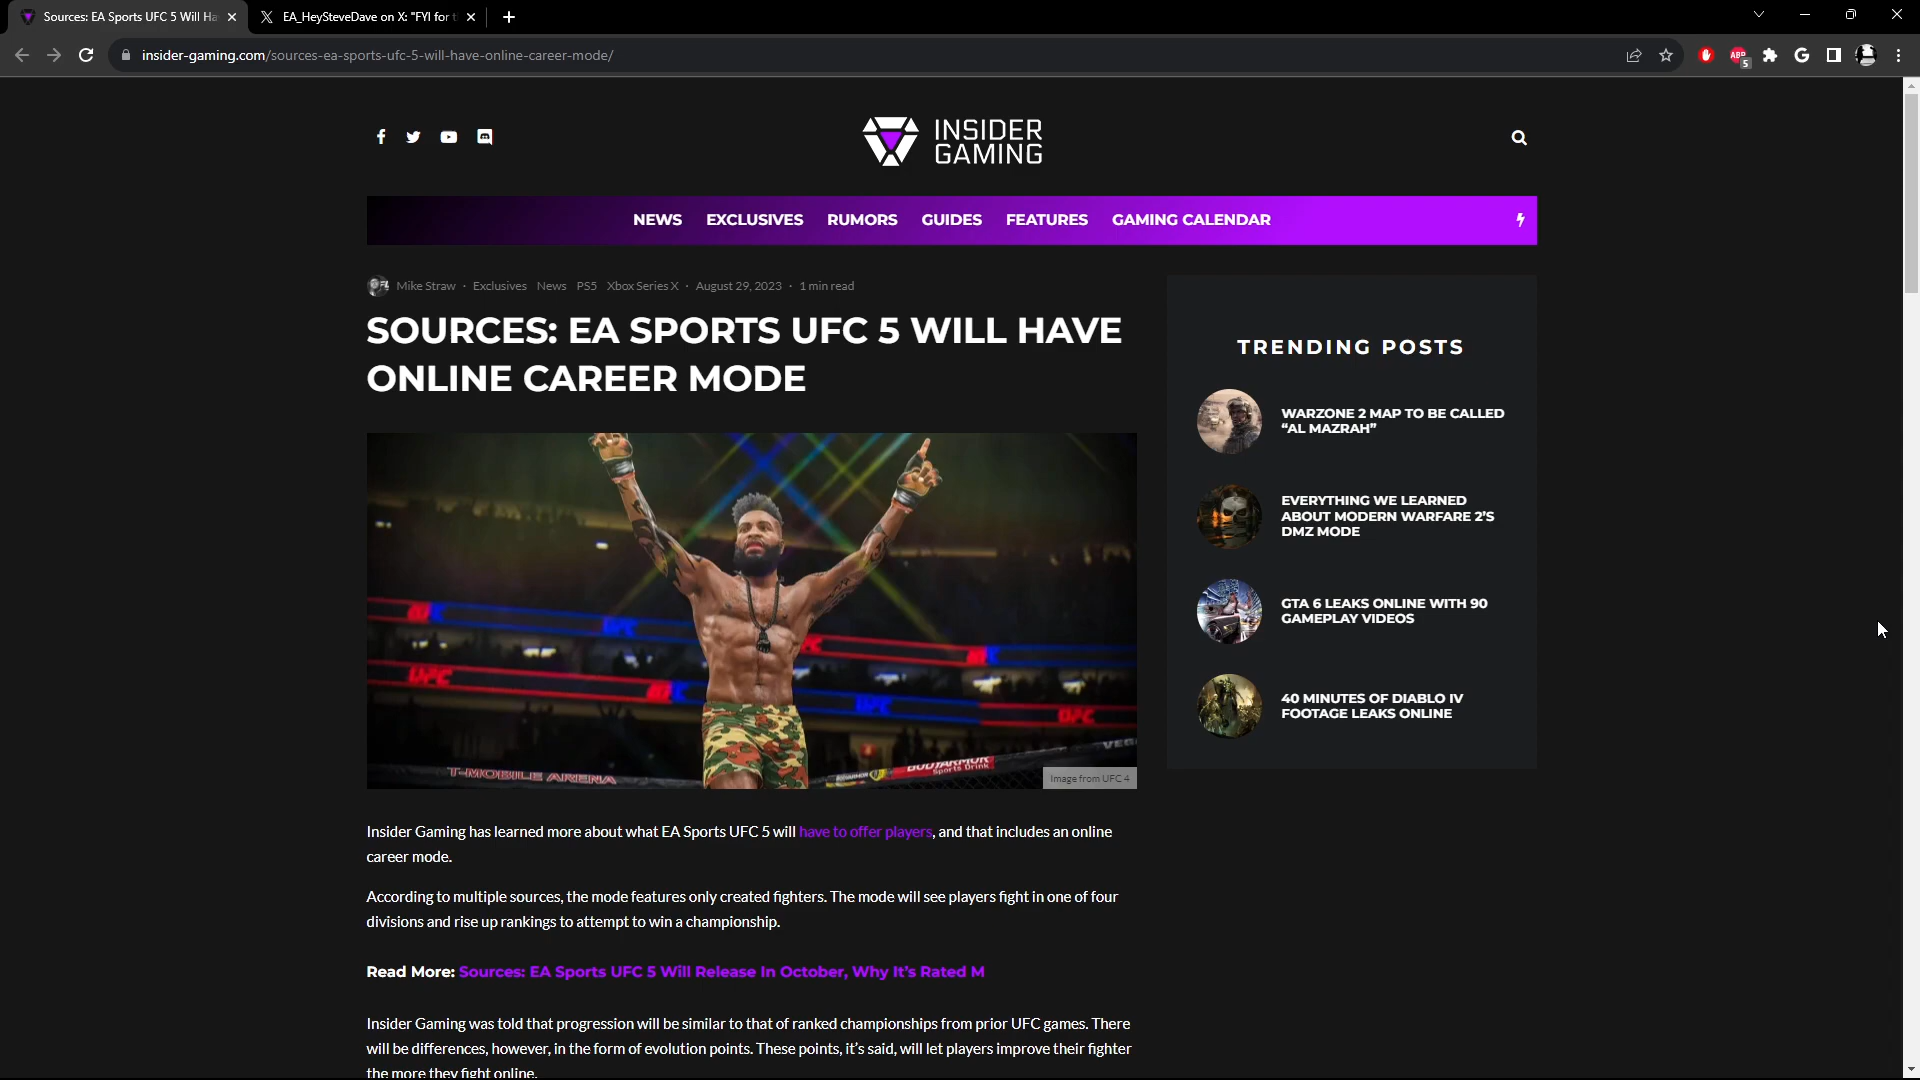 Sources: EA Sports UFC 5 Will Ha
EA_HeySteveDave on X: "FYI for t
insider-gaming.com/sources-ea-sports-ufc-5-will-have-online-career-mode/
ABP
5
INSIDER
GAMING
NEWS EXCLUSIVES RUMORS GUIDES FEATURES GAMING CALENDAR
Mike Straw · Exclusives News PS5 Xbox Series X · August 29, 2023 · 1 min read
SOURCES: EA SPORTS UFC 5 WILL HAVE
ONLINE CAREER MODE
UFC
UFC
UFC
UFC
T-MOBILE ARENA
BODYARMOR
Sports Drink
Image from UFC 4
TRENDING POSTS
WARZONE 2 MAP TO BE CALLED
“AL MAZRAH”
EVERYTHING WE LEARNED
ABOUT MODERN WARFARE 2’S
DMZ MODE
GTA 6 LEAKS ONLINE WITH 90
GAMEPLAY VIDEOS
40 MINUTES OF DIABLO IV
FOOTAGE LEAKS ONLINE
Insider Gaming has learned more about what EA Sports UFC 5 will have to offer players, and that includes an online
career mode.
According to multiple sources, the mode features only created fighters. The mode will see players fight in one of four
divisions and rise up rankings to attempt to win a championship.
Read More: Sources: EA Sports UFC 5 Will Release In October, Why It’s Rated M
Insider Gaming was told that progression will be similar to that of ranked championships from prior UFC games. There
will be differences, however, in the form of evolution points. These points, it’s said, will let players improve their fighter
the more they fight online.